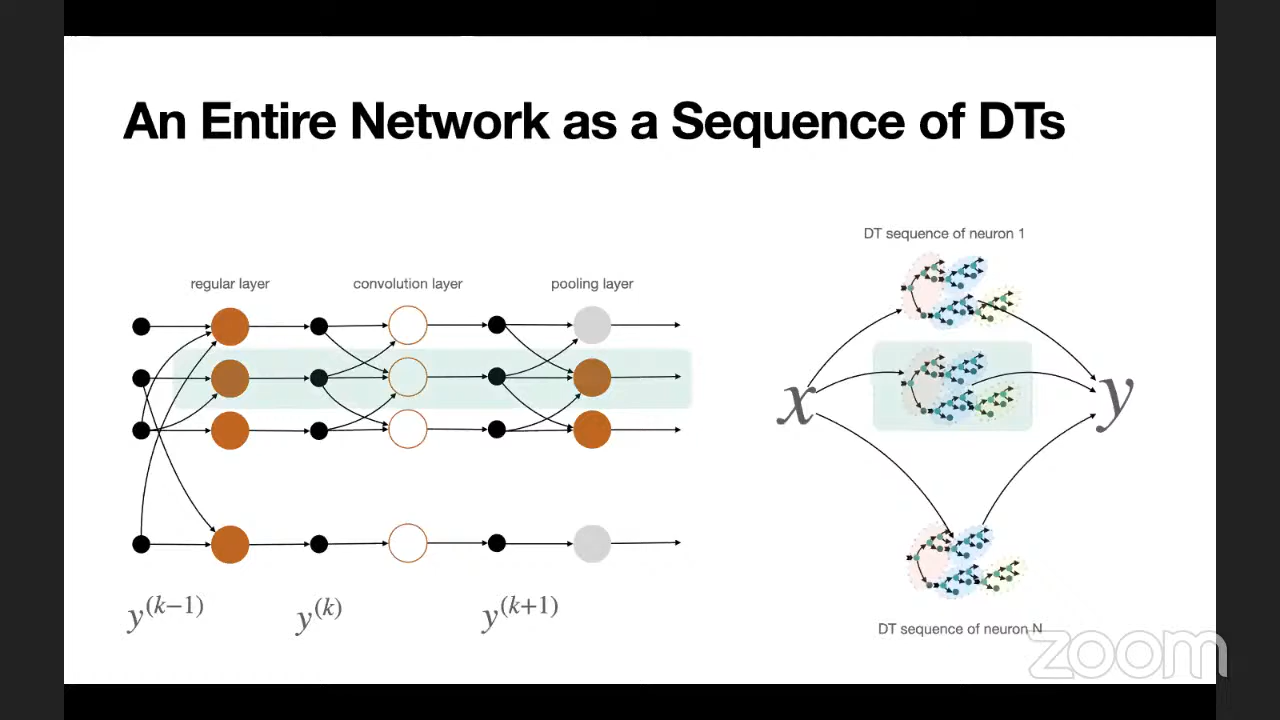 An Entire Network as a Sequence of DTs
DT sequence of neuron 1
regular layer
convolution layer
pooling layer
x
y
y^(k−1)
y^(k)
y^(k+1)
DT sequence of neuron N
zoom